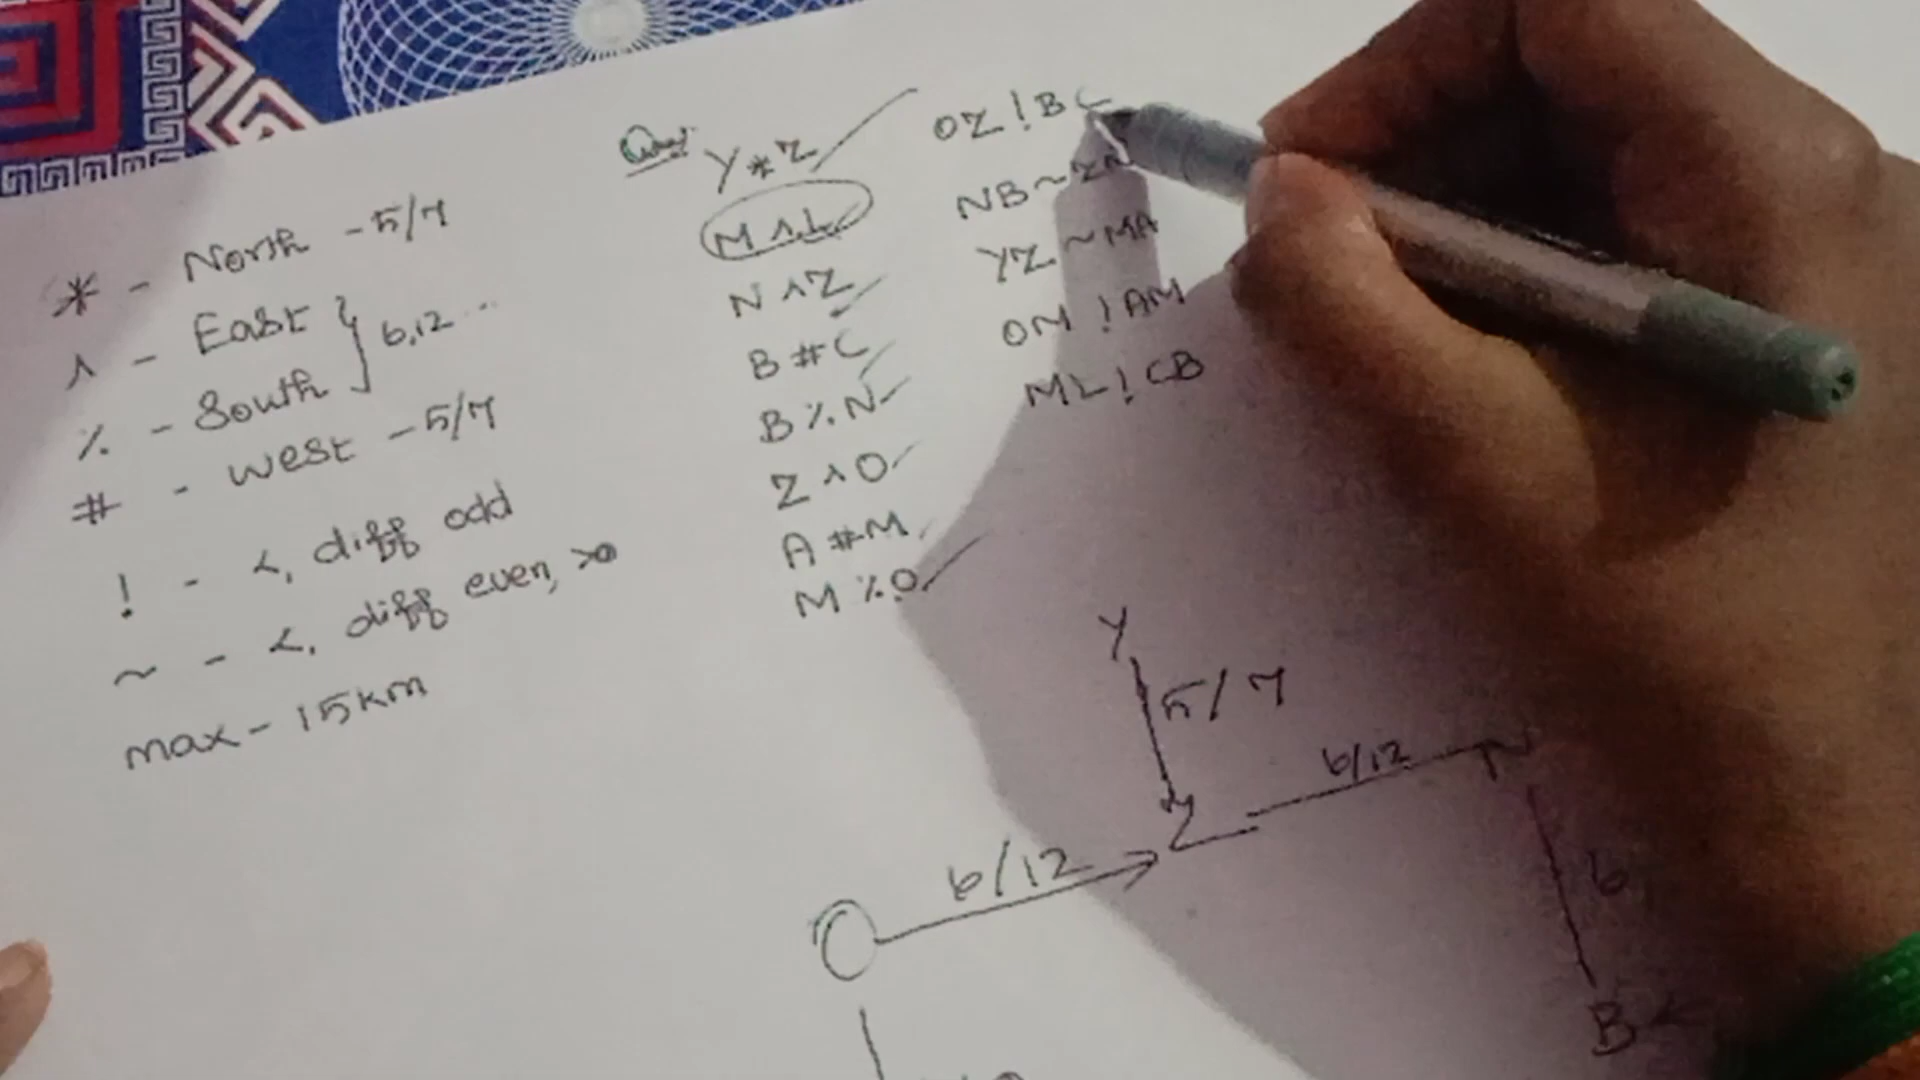 * - North - 5/7
∧ - East } 6,12 ..
٪ - South
# - west - 5/7
! - <, diff odd
~ - <, diff even, >0
max - 15km
Ques:
Y * Z
M ∧ L
N ∧ Z
B # C
B ٪ N
Z ∧ O
A # M
M ٪ O
OZ ! BC
NB ~
YZ ~ MA
OM ! AM
ML ! CB
Y
5/7
Z
6/12
N
6
B
O
6/12